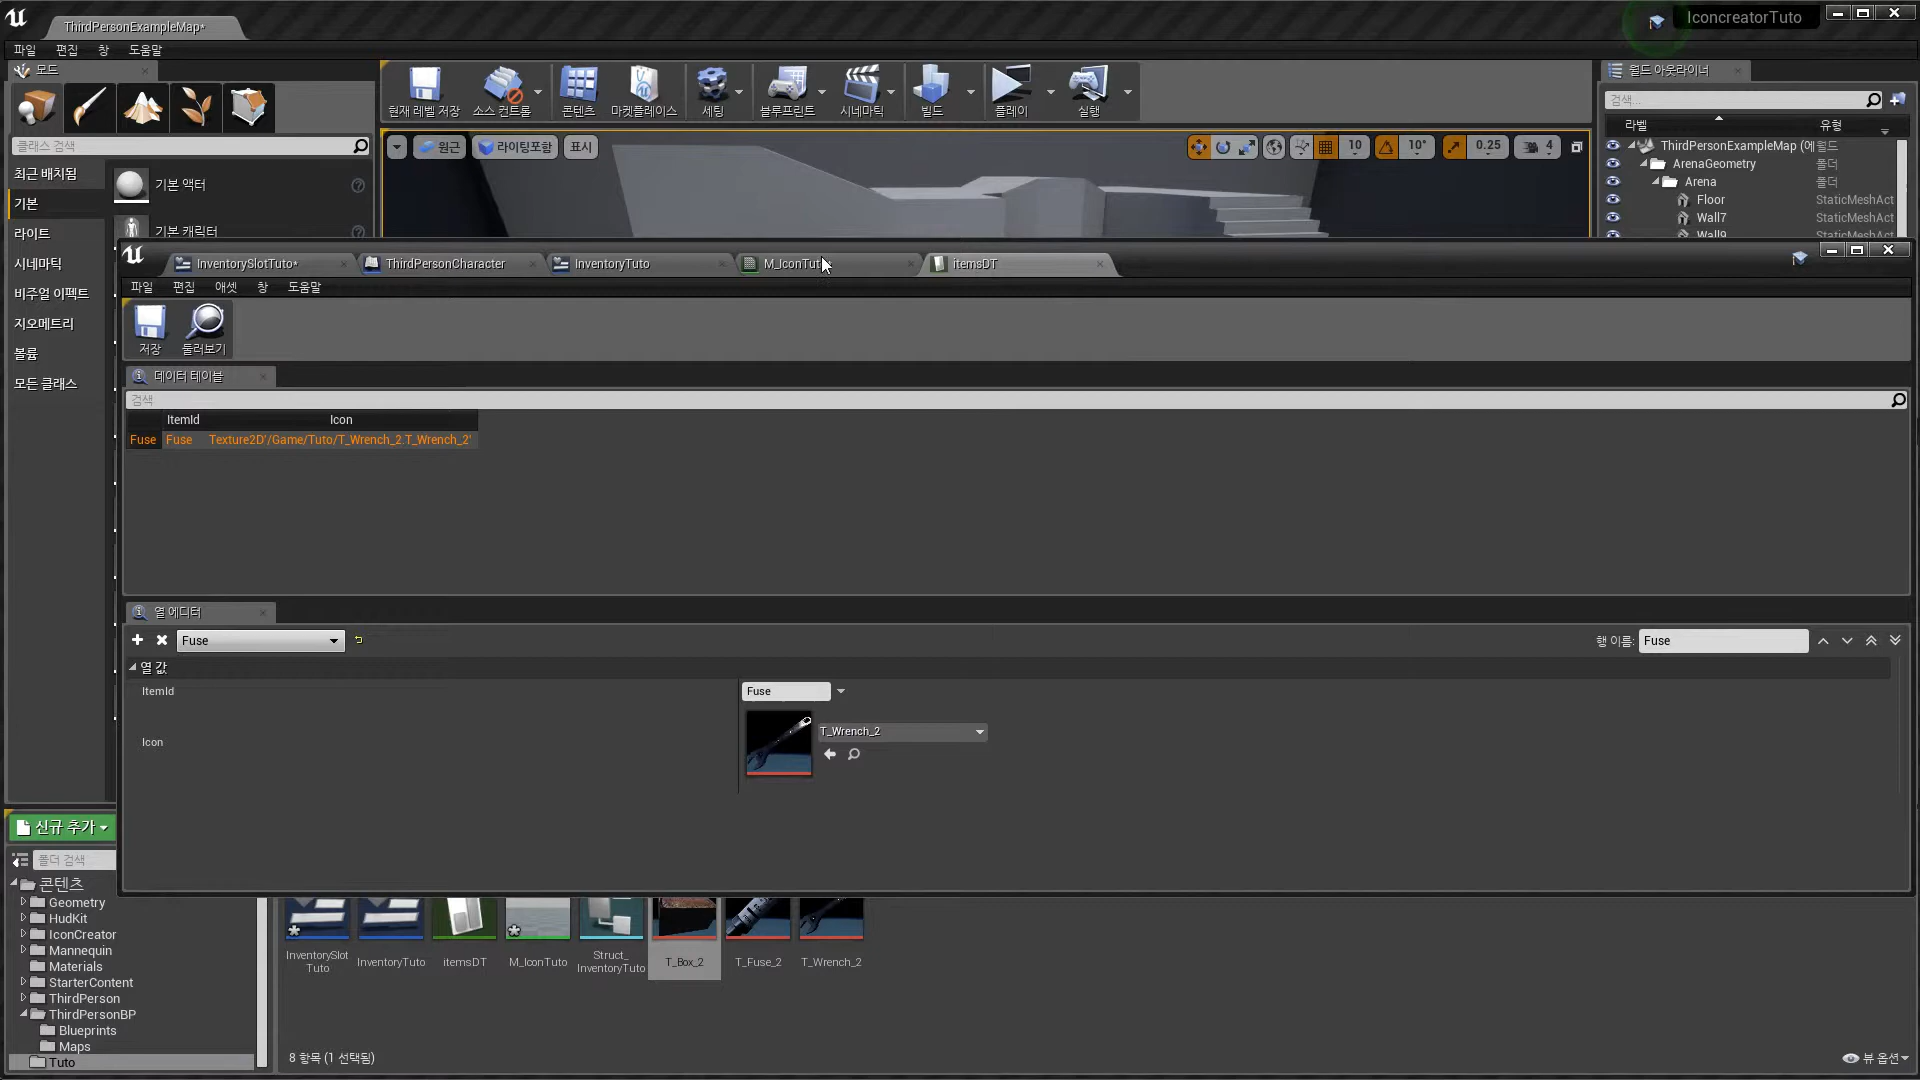 ThirdPersonExampleMap*
IconcreatorTuto
파일 편집 창 도움말
모드
현재 레벨 저장 소스 컨트롤 콘텐츠 마켓플레이스 세팅 블루프린트 시네마틱 빌드 플레이 실행
월드 아웃라이너
클래스 검색
검색...
원근 라이팅포함 표시 10 10° 0.25 4
라벨 유형
최근 배치됨
기본
라이트
시네마틱
비주얼 이펙트
지오메트리
볼륨
모든 클래스
기본 액터
기본 캐릭터
ThirdPersonExampleMap (에 월드
ArenaGeometry 폴더
Arena 폴더
Floor StaticMeshAct
Wall7 StaticMeshAct
Wall9 StaticMeshAct
InventorySlotTuto* ThirdPersonCharacter InventoryTuto M_IconTut itemsDT
파일 편집 애셋 창 도움말
저장 둘러보기
데이터 테이블
검색
ItemId Icon
Fuse Fuse Texture2D'/Game/Tuto/T_Wrench_2.T_Wrench_2'
열 에디터
Fuse
행 이름: Fuse
열 값
ItemId Fuse
Icon T_Wrench_2
신규 추가
폴더 검색
콘텐츠
Geometry
HudKit
IconCreator
Mannequin
Materials
StarterContent
ThirdPerson
ThirdPersonBP
Blueprints
Maps
Tuto
InventorySlot
Tuto
InventoryTuto
itemsDT
M_IconTuto
Struct_
InventoryTuto
T_Box_2
T_Fuse_2
T_Wrench_2
8 항목 (1 선택됨)
뷰 옵션